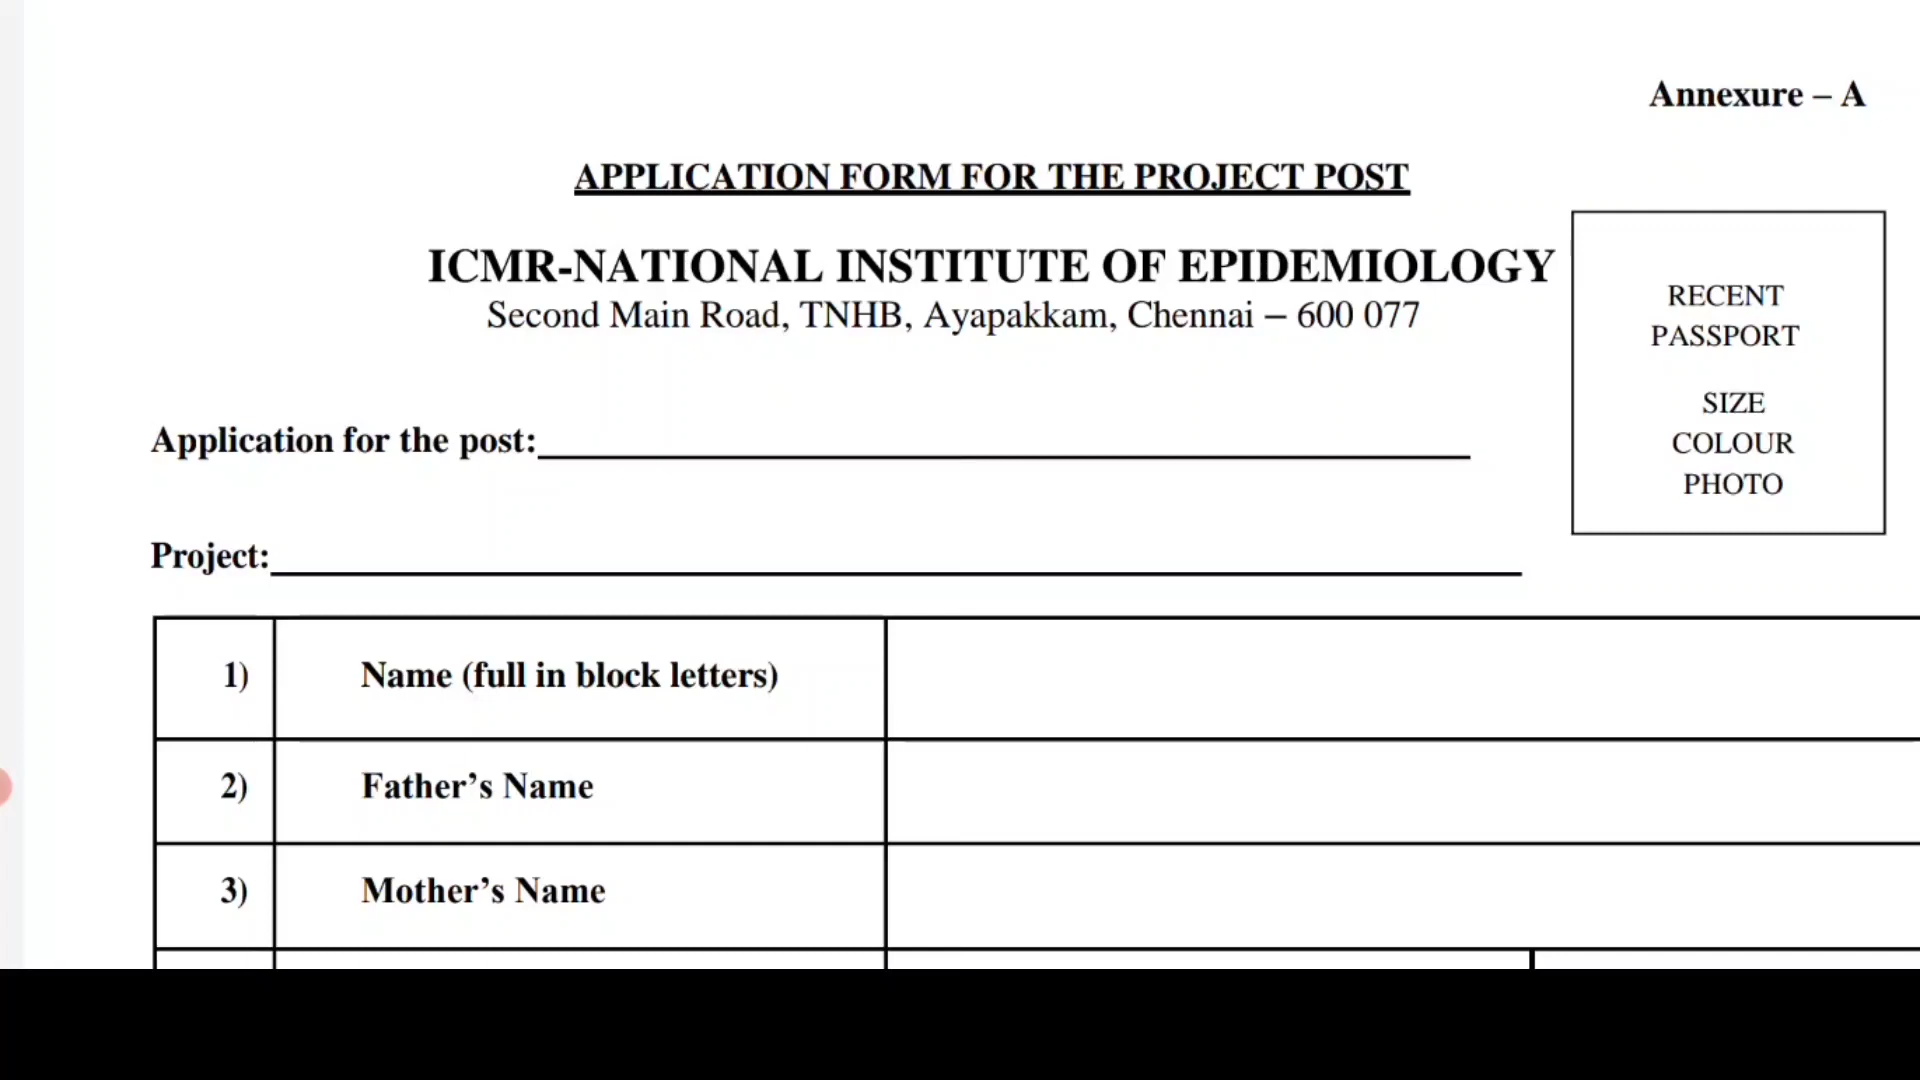 Annexure – A
APPLICATION FORM FOR THE PROJECT POST
ICMR-NATIONAL INSTITUTE OF EPIDEMIOLOGY
Second Main Road, TNHB, Ayapakkam, Chennai – 600 077
RECENT
PASSPORT
SIZE
COLOUR
PHOTO
Application for the post:
Project:
1) Name (full in block letters)
2) Father’s Name
3) Mother’s Name